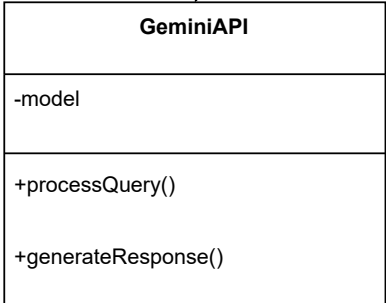 GeminiAPI
-model
+processQuery()
+generateResponse()